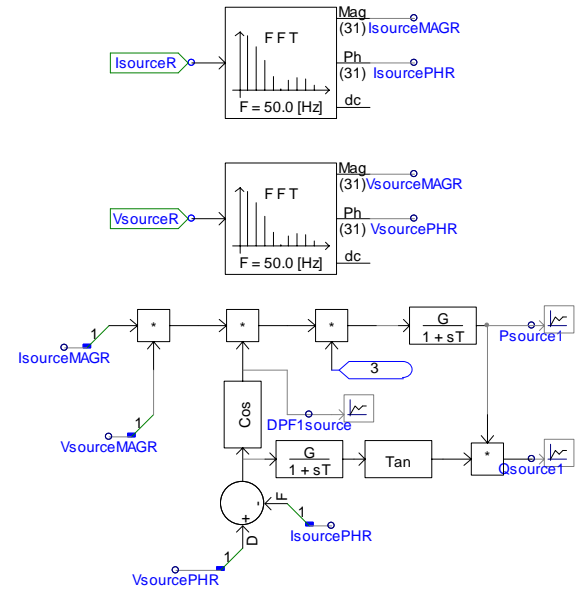 Mag
(31)
IsourceMAGR
FFT
IsourceR
Ph
(31)
IsourcePHR
dc
F = 50.0 [Hz]
Mag
(31)
VsourceMAGR
FFT
VsourceR
Ph
(31)
VsourcePHR
dc
F = 50.0 [Hz]
1
IsourceMAGR
*
*
*
G
1 + sT
Psource1
3
1
VsourceMAGR
Cos
DPF1source
G
1 + sT
Tan
*
Qsource1
+
-
F
1
IsourcePHR
D
1
VsourcePHR